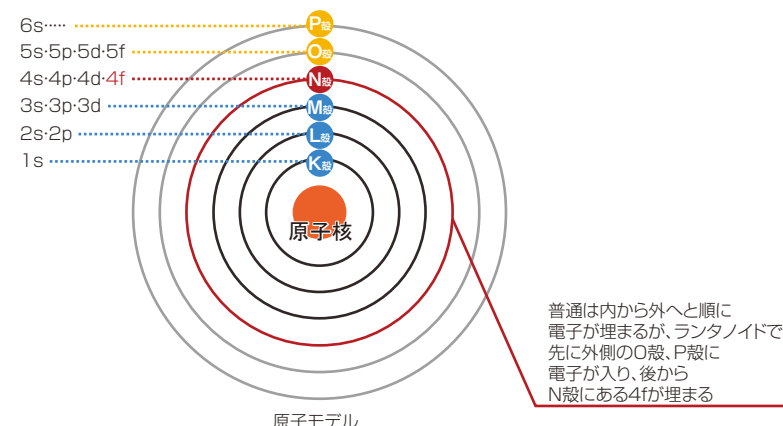 6s…‥
P殻
5s・5p・5d・5f
O殻
4s・4p・4d・4f
N殻
3s・3p・3d
M殻
2s・2p
L殻
1s
K殻
原子核
普通は内から外へと順に
電子が埋まるが、ランタノイドで
先に外側のO殻、P殻に
電子が入り、後から
N殻にある4fが埋まる
原子モデル